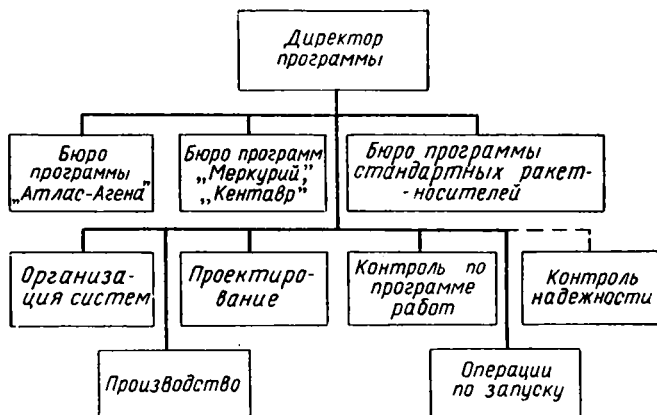 Директор
программы
Бюро
программы
„Атлас-Агена"
Бюро программ
„Меркурий,"
„Кентавр"
Бюро программы
стандартных ракет-
-носителей
Организа-
ция систем
Проектиро-
вание
Контроль по
программе
работ
Контроль
надежности
Производство
Операции
по запуску